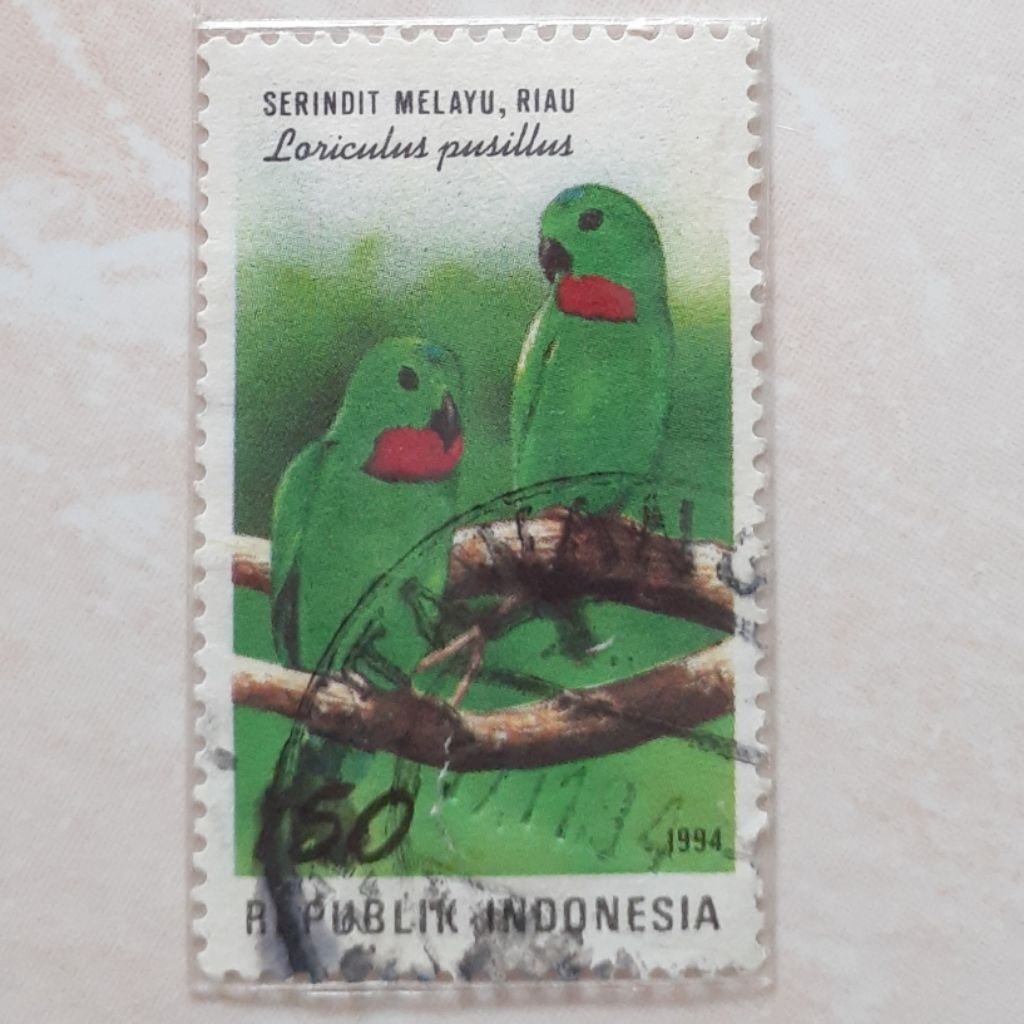 SERINDIT MELAYU, RIAU
Loriculus pusillus
150
1994
REPUBLIK INDONESIA